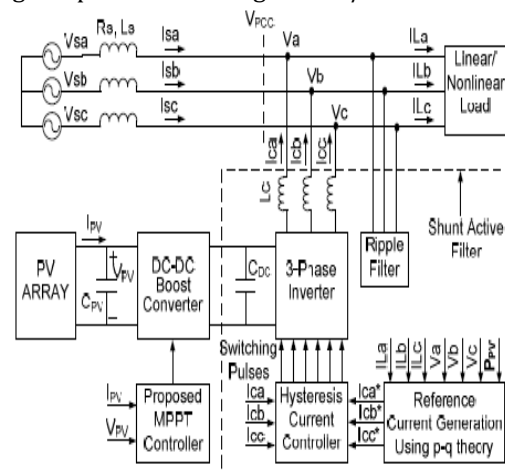 Rs, Ls
Vsa
Isa
VPCC
Va
ILa
Vsb
Isb
Vb
ILb
Vsc
Isc
Vc
ILc
Linear/
Nonlinear
Load
Ica
Icb
Icc
Lc
Shunt Active
Filter
IPV
PV
ARRAY
VPV
CPV
DC-DC
Boost
Converter
CDC
3-Phase
Inverter
Ripple
Filter
Switching
Pulses
ILa
ILb
ILc
Va
Vb
Vc
PPV
IPV
VPV
Proposed
MPPT
Controller
Ica
Icb
Icc
Hysteresis
Current
Controller
Ica*
Icb*
Icc*
Reference
Current Generation
Using p-q theory